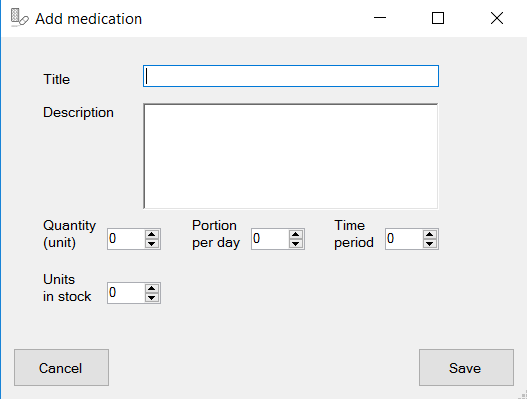 Add medication
Title
Description
Quantity
(unit)
0
Portion
per day
0
Time
period
0
Units
in stock
0
Cancel
Save